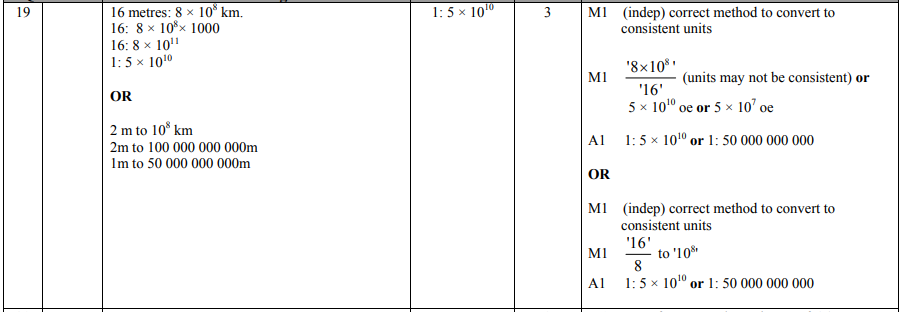 19
16 metres: 8 × 10⁸ km.
16: 8 × 10⁸× 1000
16: 8 × 10¹¹
1: 5 × 10¹⁰
OR
2 m to 10⁸ km
2m to 100 000 000 000m
1m to 50 000 000 000m
1: 5 × 10¹⁰
3
M1 (indep) correct method to convert to
consistent units
M1 '8×10⁸' / '16' (units may not be consistent) or
5 × 10¹⁰ oe or 5 × 10⁷ oe
A1 1: 5 × 10¹⁰ or 1: 50 000 000 000
OR
M1 (indep) correct method to convert to
consistent units
M1 '16' / 8 to '10⁸'
A1 1: 5 × 10¹⁰ or 1: 50 000 000 000